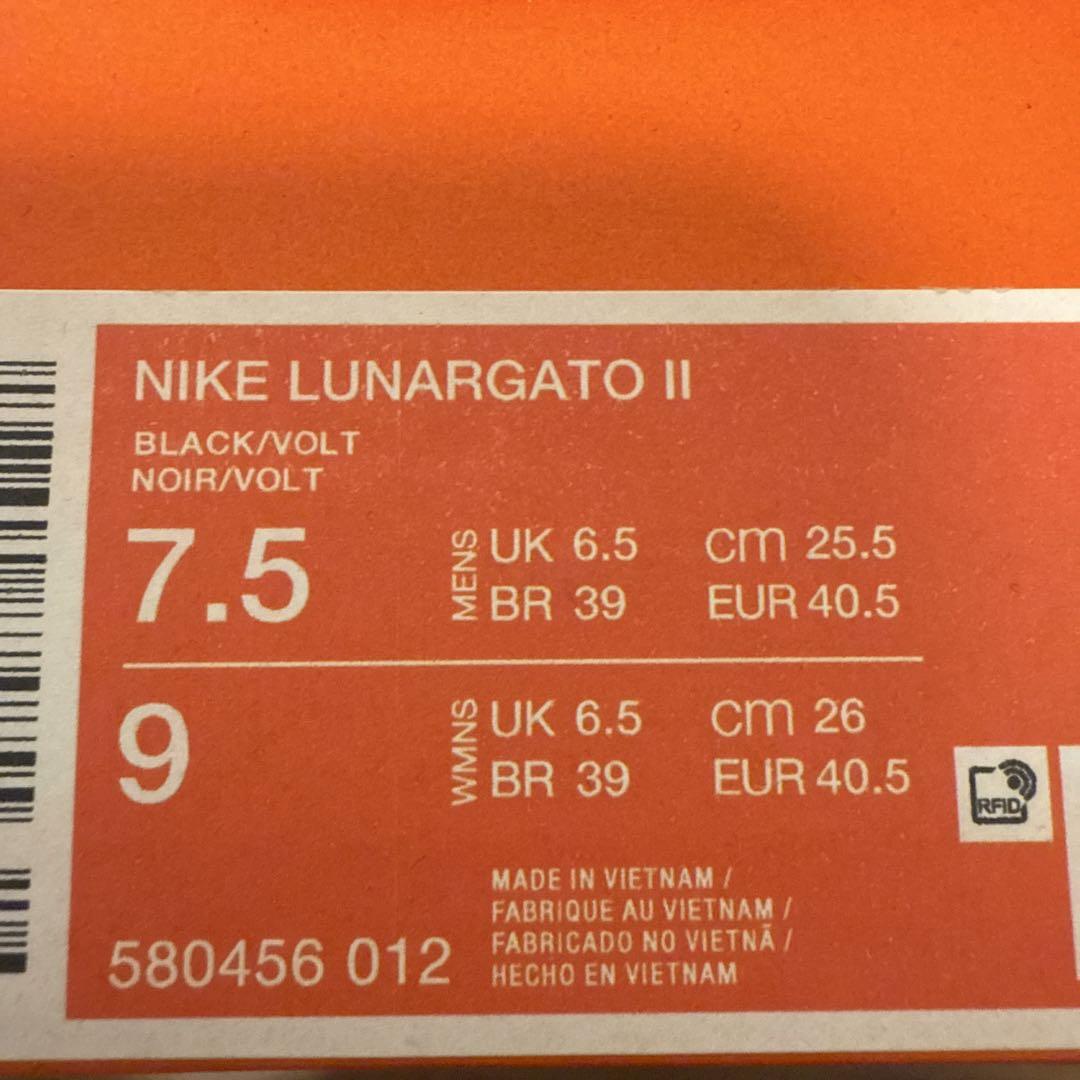 NIKE LUNARGATO II
BLACK/VOLT
NOIR/VOLT
7.5 MENS UK 6.5 cm 25.5
BR 39 EUR 40.5
9 WMNS UK 6.5 cm 26
BR 39 EUR 40.5
RFID
MADE IN VIETNAM /
FABRIQUE AU VIETNAM /
FABRICADO NO VIETNÃ /
HECHO EN VIETNAM
580456 012